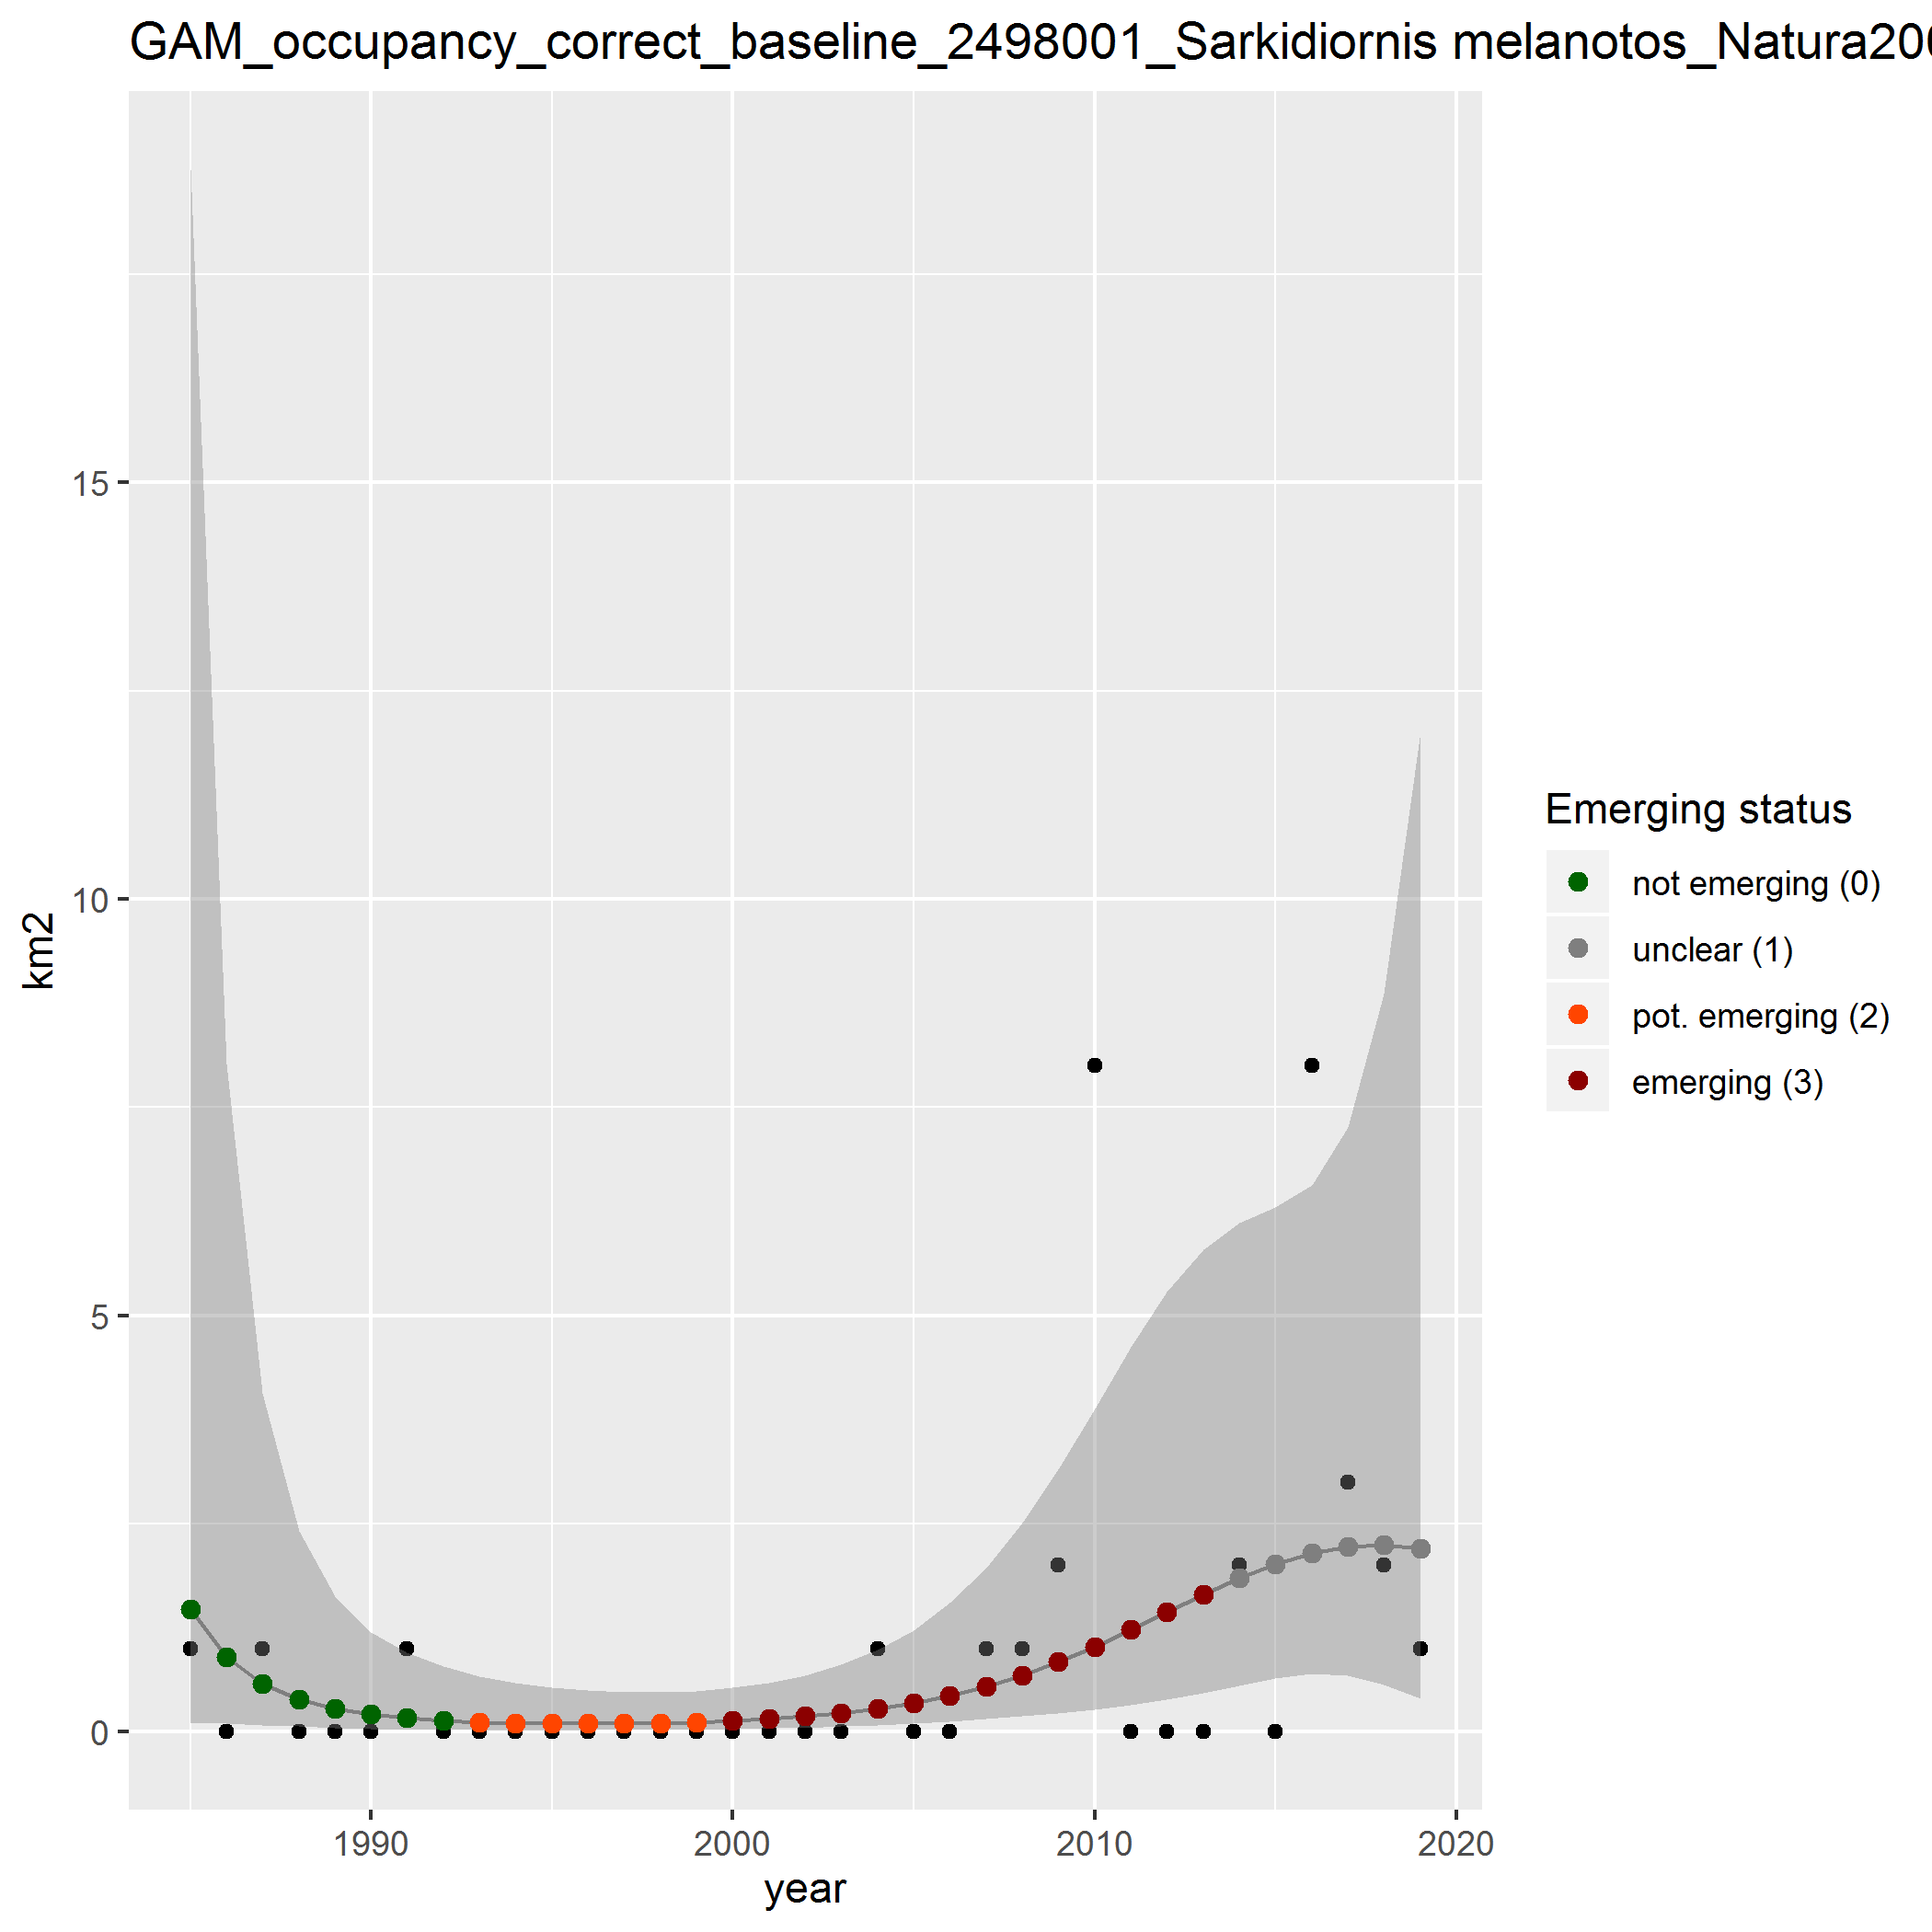 GAM_occupancy_correct_baseline_2498001_Sarkidiornis melanotos_Natura200
15
10
5
0
km2
1990
2000
2010
2020
year
Emerging status
not emerging (0)
unclear (1)
pot. emerging (2)
emerging (3)